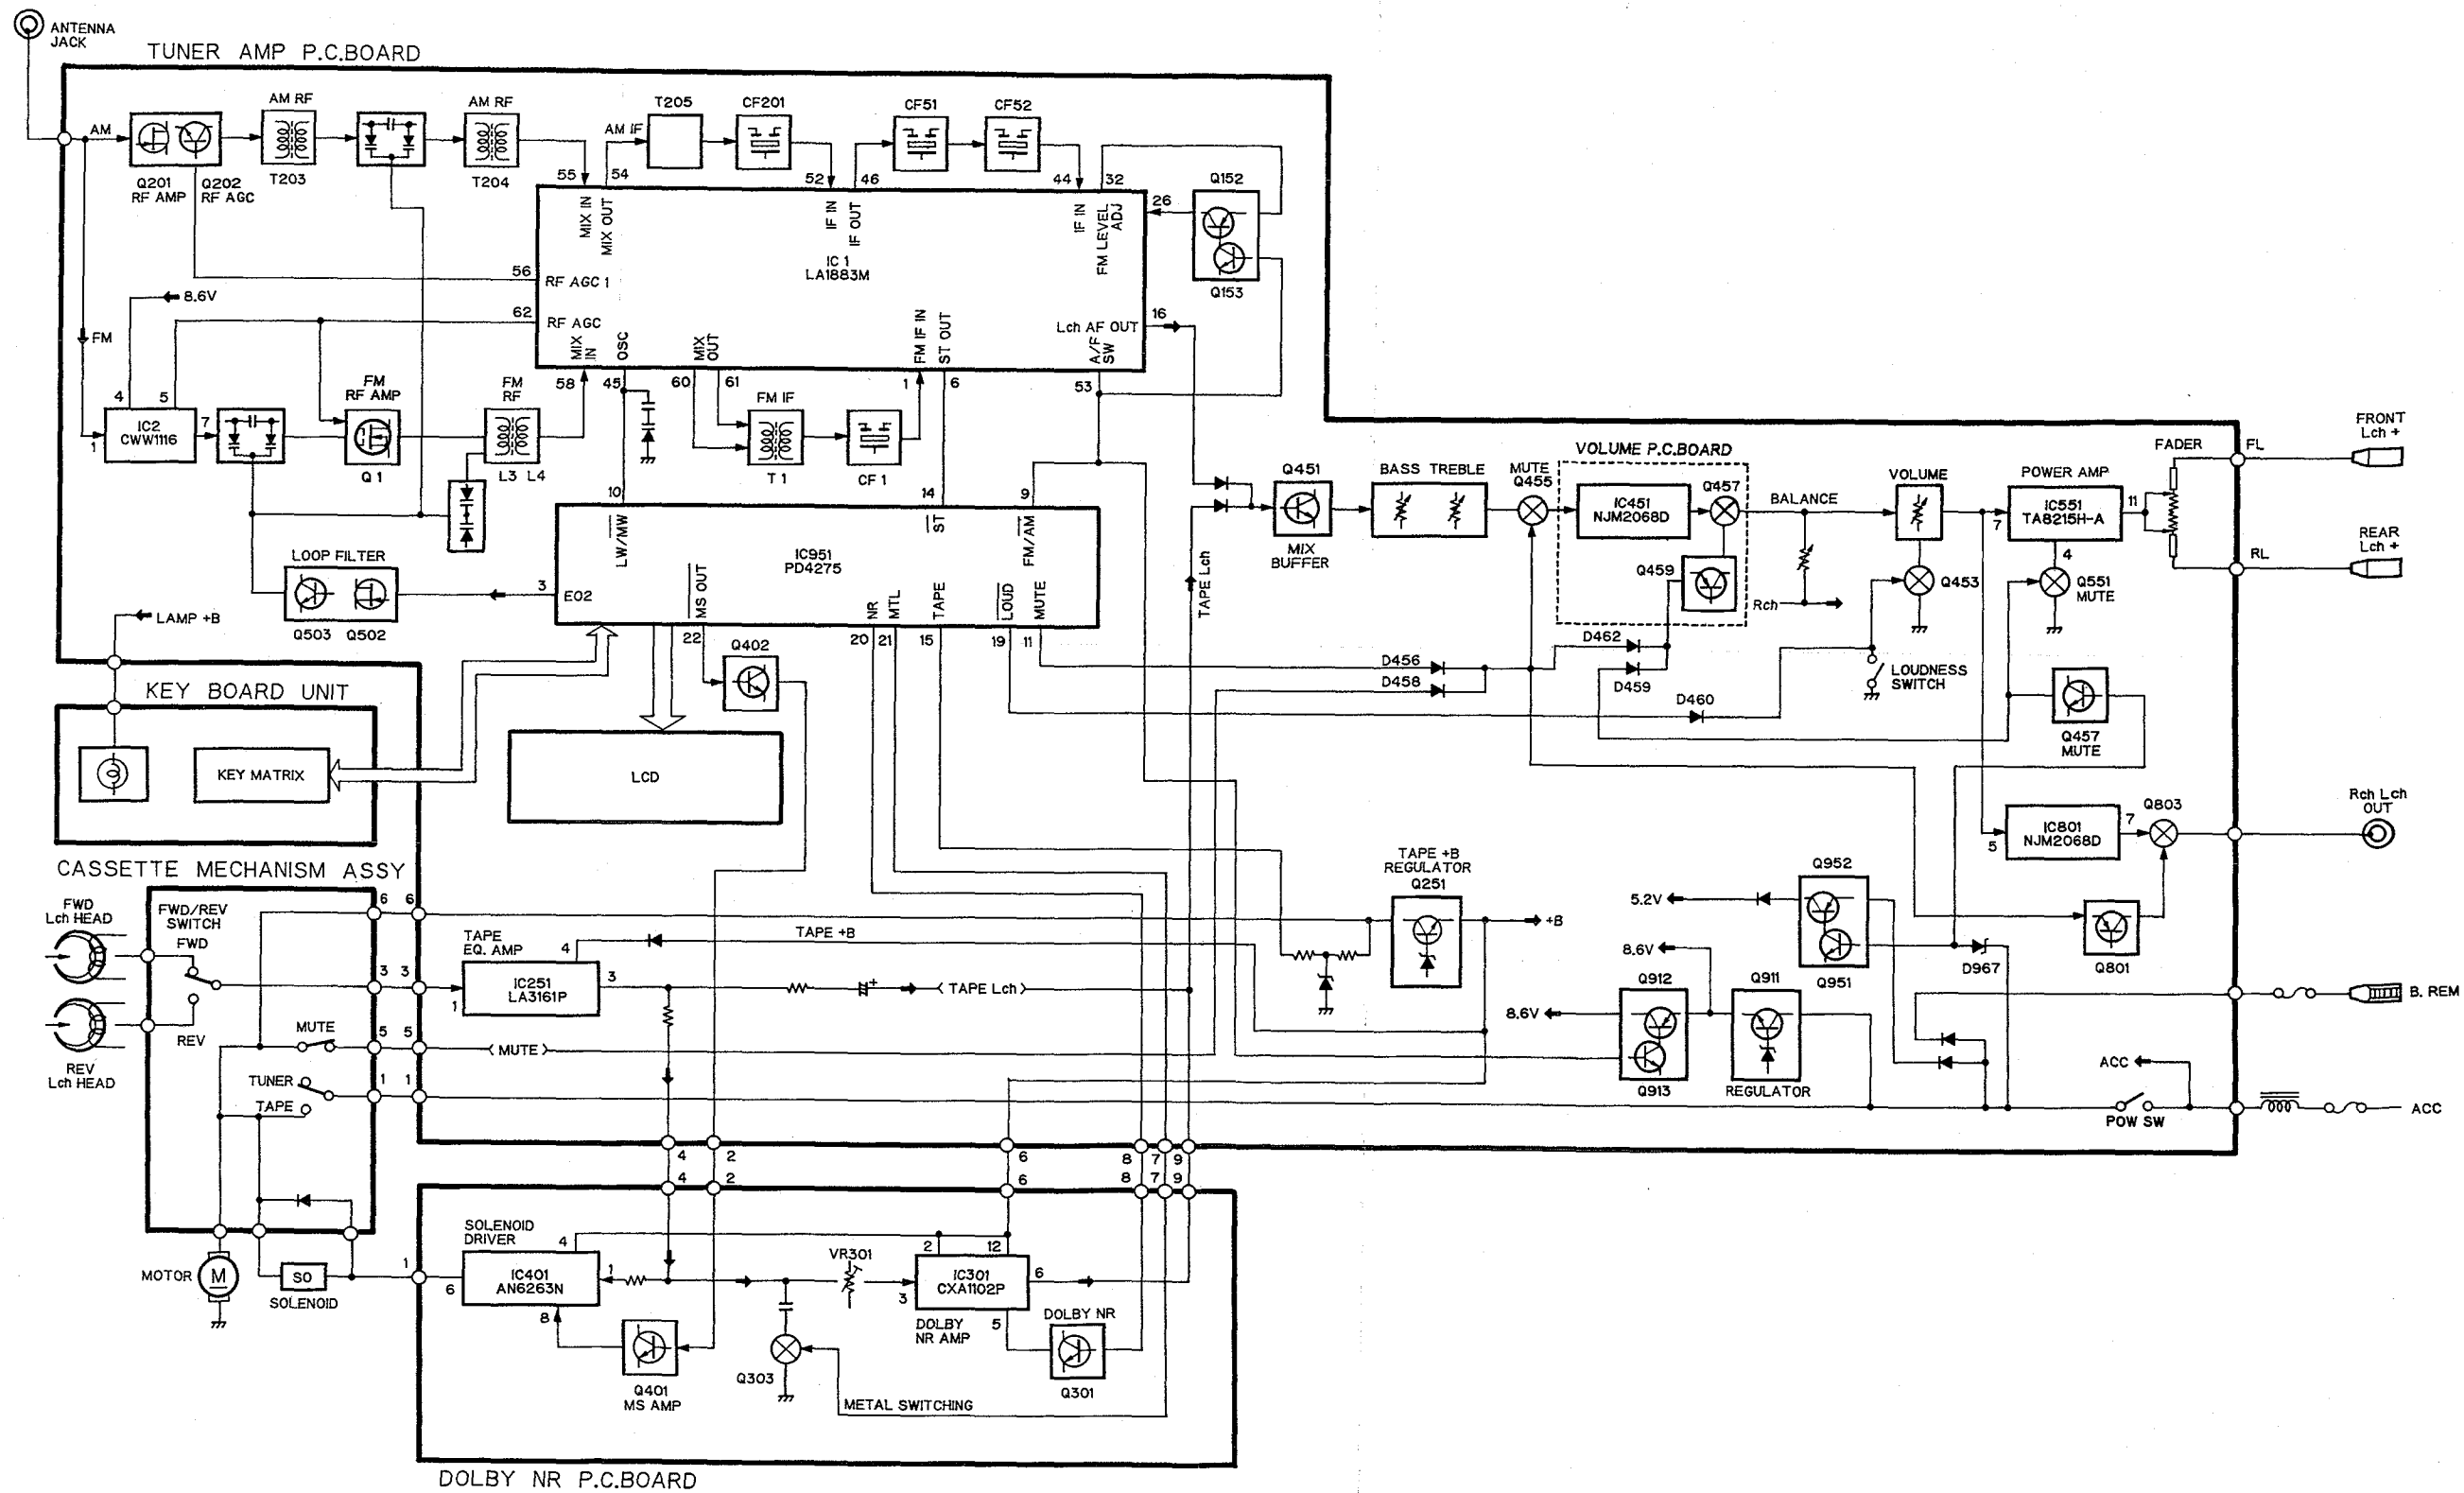 ANTENNA
JACK
TUNER AMP P.C.BOARD
AM
Q201
RF AMP
Q202
RF AGC
AM RF
T203
AM RF
T204
AM IF
T205
CF201
CF51
CF52
55
54
52
46
44
32
MIX IN
MIX OUT
IF IN
IF OUT
IF IN
FM LEVEL
ADJ
IC 1
LA1883M
26
Q152
Q153
56
RF AGC 1
62
RF AGC
MIX
IN
OSC
MIX
OUT
FM IF IN
ST OUT
A/F
SW
Lch AF OUT
16
58
45
60
61
1
6
53
8.6V
FM
4
5
1
IC2
CWW1116
7
FM
RF AMP
Q1
FM
RF
L3 L4
FM IF
T1
CF1
LOOP FILTER
Q503
Q502
3
EO2
10
14
9
LW/MW
ST
FM/AM
IC951
PD4275
MS OUT
NR
MTL
TAPE
LOUD
MUTE
22
20
21
15
19
11
Q402
LAMP +B
KEY BOARD UNIT
KEY MATRIX
LCD
TAPE Lch
Q451
MIX
BUFFER
BASS TREBLE
MUTE
Q455
VOLUME P.C.BOARD
IC451
NJM2068D
Q457
Q459
BALANCE
Rch
VOLUME
Q453
POWER AMP
IC551
TA8215H-A
7
11
4
Q551
MUTE
FADER
FL
RL
FRONT
Lch +
REAR
Lch +
D456
D458
D462
D459
D460
LOUDNESS
SWITCH
Q457
MUTE
IC801
NJM2068D
5
7
Q803
Rch Lch
OUT
Q801
CASSETTE MECHANISM ASSY
FWD
Lch HEAD
FWD/REV
SWITCH
FWD
REV
REV
Lch HEAD
MUTE
TUNER
TAPE
6
6
3
3
5
5
1
1
TAPE
EQ. AMP
IC251
LA3161P
4
1
3
TAPE +B
TAPE Lch
MUTE
TAPE +B
REGULATOR
Q251
+B
5.2V
Q952
Q951
D967
8.6V
8.6V
Q912
Q913
Q911
REGULATOR
B. REM
ACC
POW SW
ACC
4
2
6
8
7
9
4
2
6
8
7
9
MOTOR
M
SO
SOLENOID
1
SOLENOID
DRIVER
IC401
AN6263N
4
6
1
8
Q401
MS AMP
Q303
VR301
3
2
12
IC301
CXA1102P
6
5
DOLBY
NR AMP
DOLBY NR
Q301
METAL SWITCHING
DOLBY NR P.C.BOARD